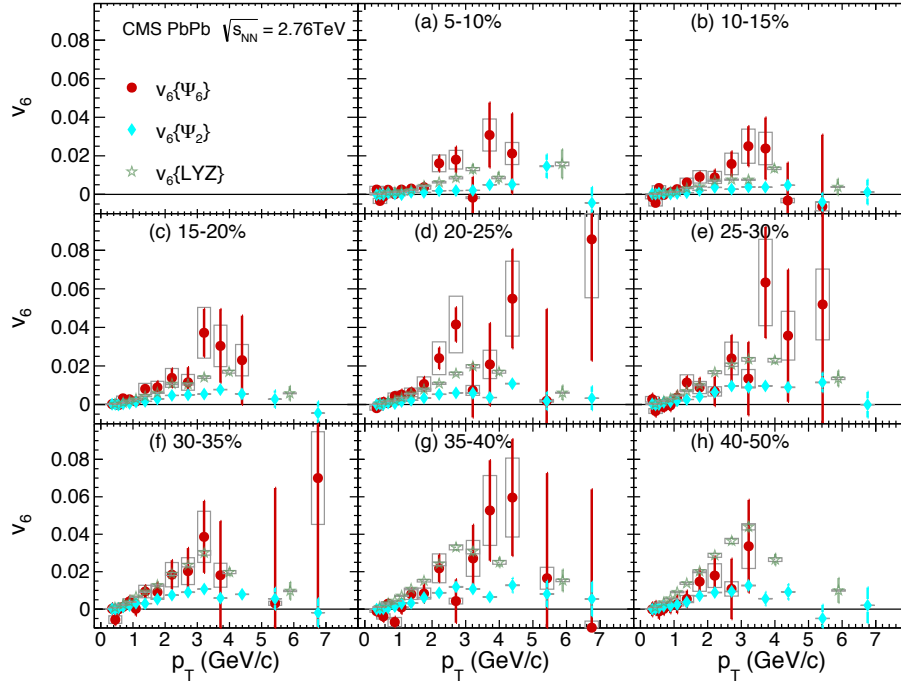 CMS PbPb √s_NN = 2.76TeV
v₆{Ψ₆}
v₆{Ψ₂}
v₆{LYZ}
(a) 5-10%
(b) 10-15%
v₆
0.08
0.06
0.04
0.02
0
(c) 15-20%
(d) 20-25%
(e) 25-30%
v₆
0.08
0.06
0.04
0.02
0
(f) 30-35%
(g) 35-40%
(h) 40-50%
v₆
0.08
0.06
0.04
0.02
0
0 1 2 3 4 5 6 7
0 1 2 3 4 5 6 7
0 1 2 3 4 5 6 7
p_T (GeV/c)
p_T (GeV/c)
p_T (GeV/c)